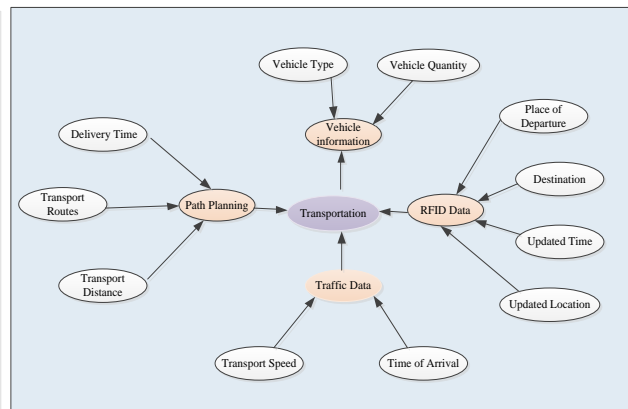 Vehicle Type
Vehicle Quantity
Vehicle
information
Place of
Departure
Delivery Time
Destination
Transport
Routes
Path Planning
Transportation
RFID Data
Updated Time
Transport
Distance
Traffic Data
Updated Location
Transport Speed
Time of Arrival